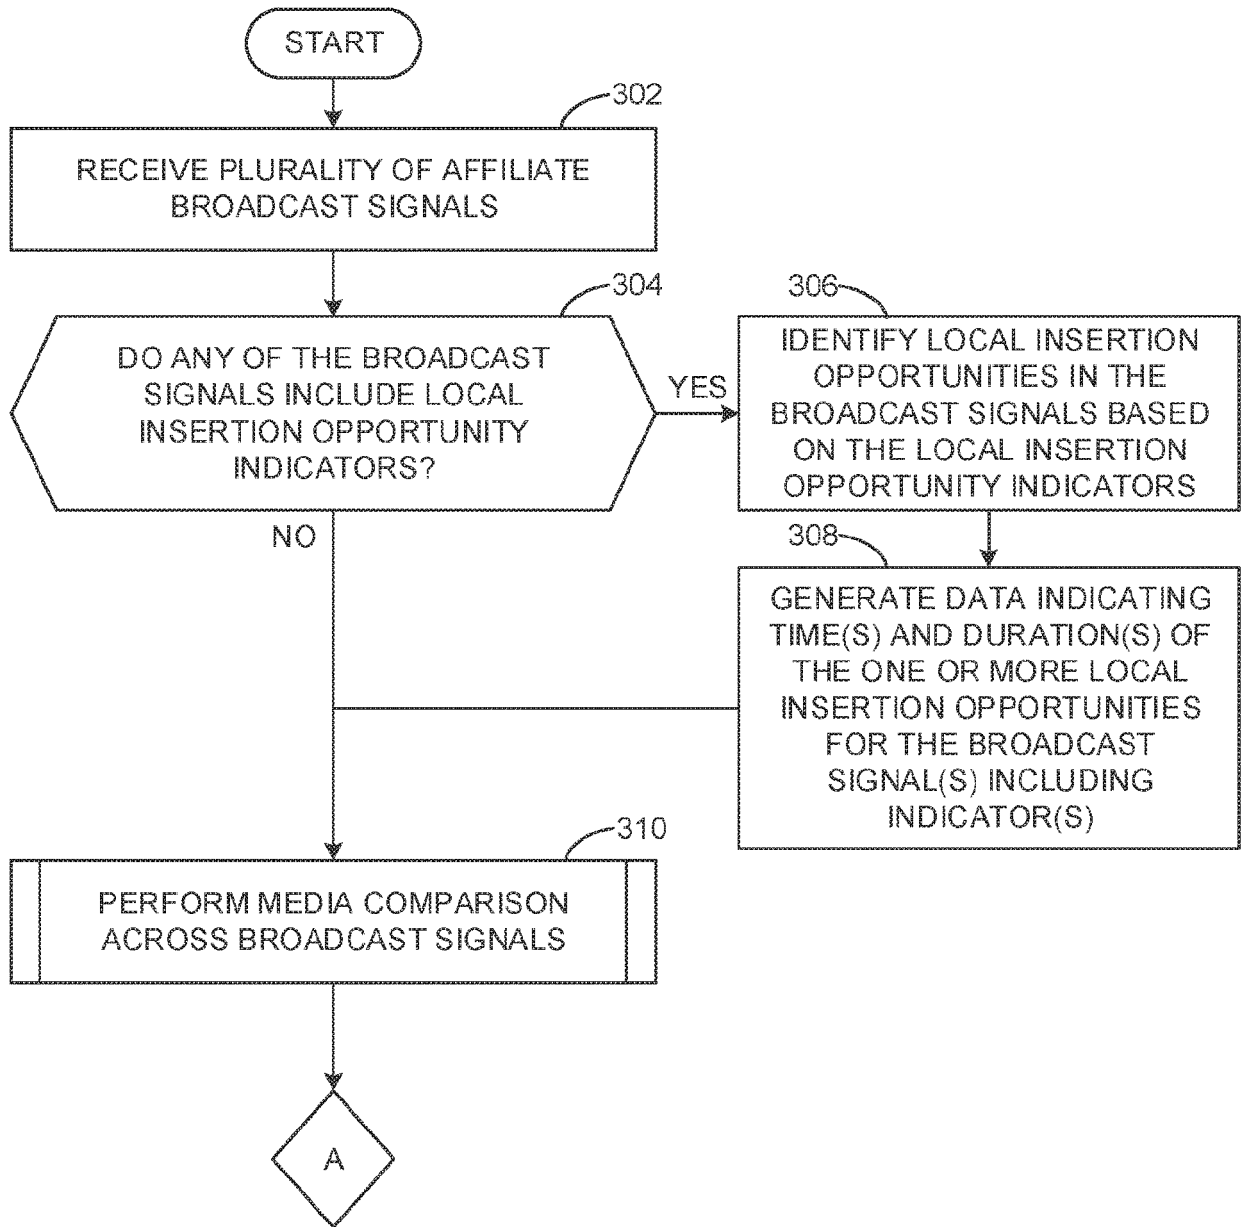 START
302
RECEIVE PLURALITY OF AFFILIATE
BROADCAST SIGNALS
304
DO ANY OF THE BROADCAST
SIGNALS INCLUDE LOCAL
INSERTION OPPORTUNITY
INDICATORS?
YES
NO
306
IDENTIFY LOCAL INSERTION
OPPORTUNITIES IN THE
BROADCAST SIGNALS BASED
ON THE LOCAL INSERTION
OPPORTUNITY INDICATORS
308
GENERATE DATA INDICATING
TIME(S) AND DURATION(S) OF
THE ONE OR MORE LOCAL
INSERTION OPPORTUNITIES
FOR THE BROADCAST
SIGNAL(S) INCLUDING
INDICATOR(S)
310
PERFORM MEDIA COMPARISON
ACROSS BROADCAST SIGNALS
A